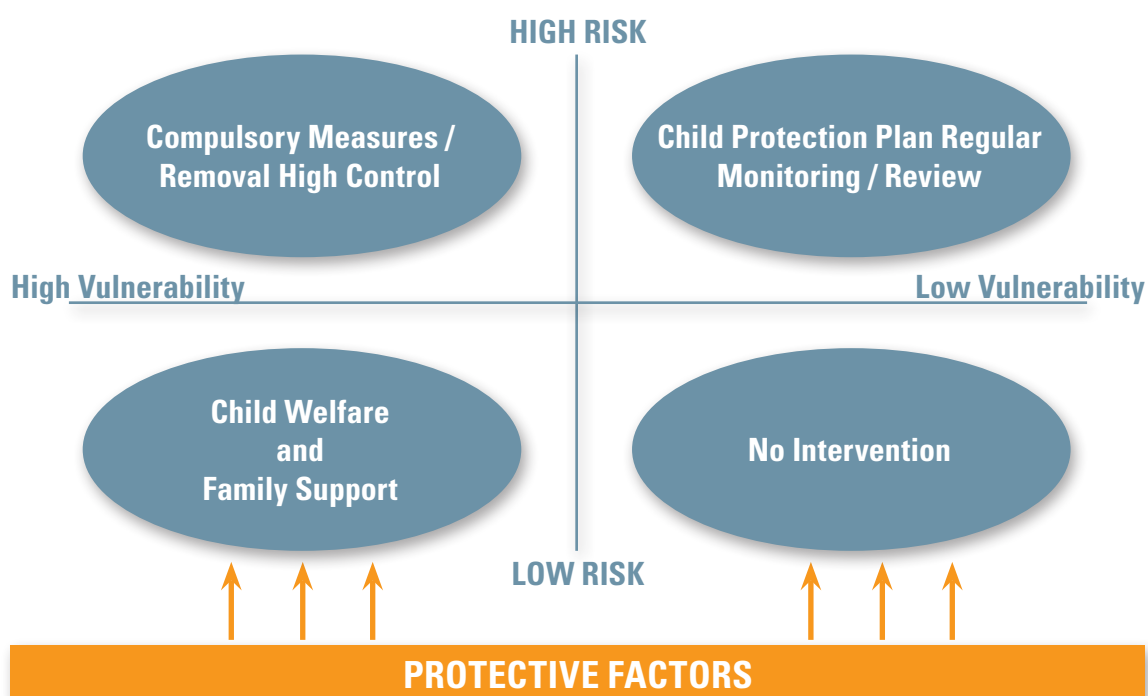 HIGH RISK
Compulsory Measures /
Removal High Control
Child Protection Plan Regular
Monitoring / Review
High Vulnerability
Low Vulnerability
Child Welfare
and
Family Support
No Intervention
LOW RISK
PROTECTIVE FACTORS